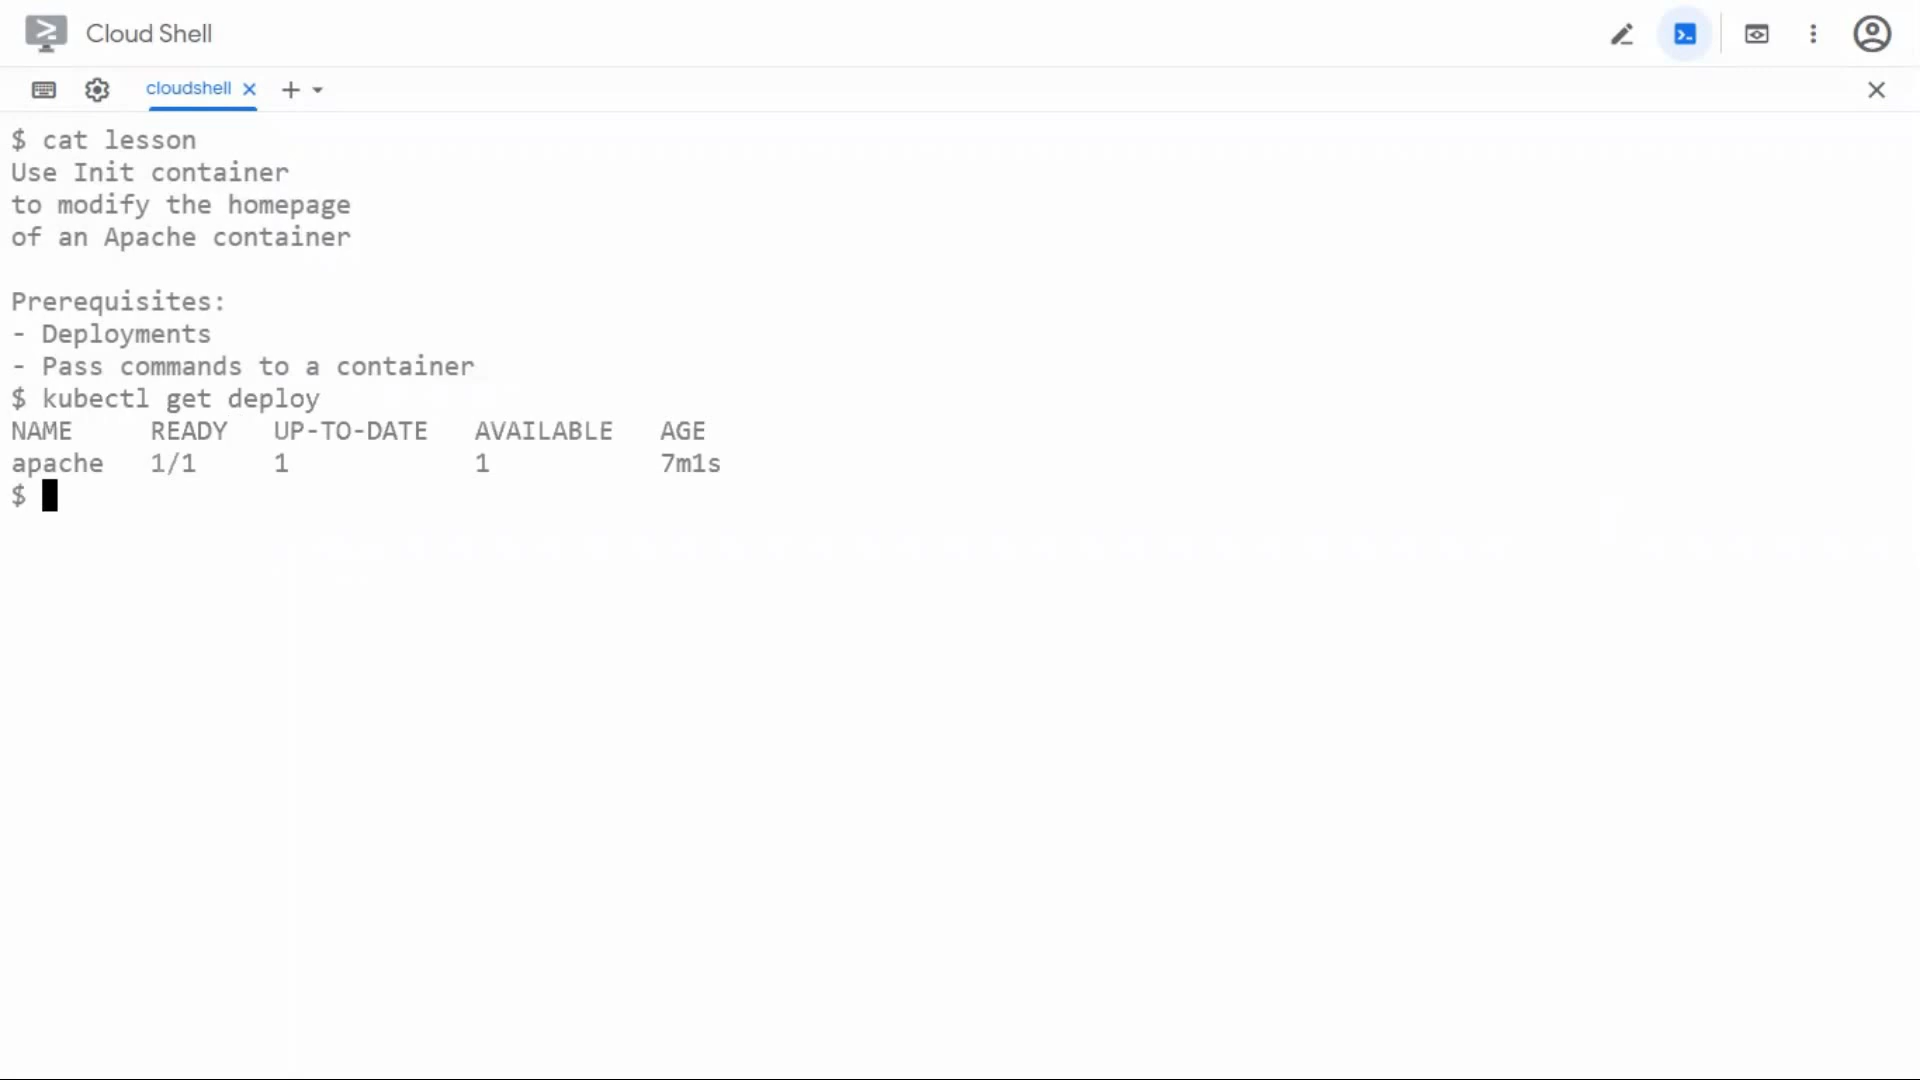 Cloud Shell
cloudshell
$ cat lesson
Use Init container
to modify the homepage
of an Apache container

Prerequisites:
- Deployments
- Pass commands to a container
$ kubectl get deploy
NAME     READY   UP-TO-DATE   AVAILABLE   AGE
apache   1/1     1            1           7m1s
$